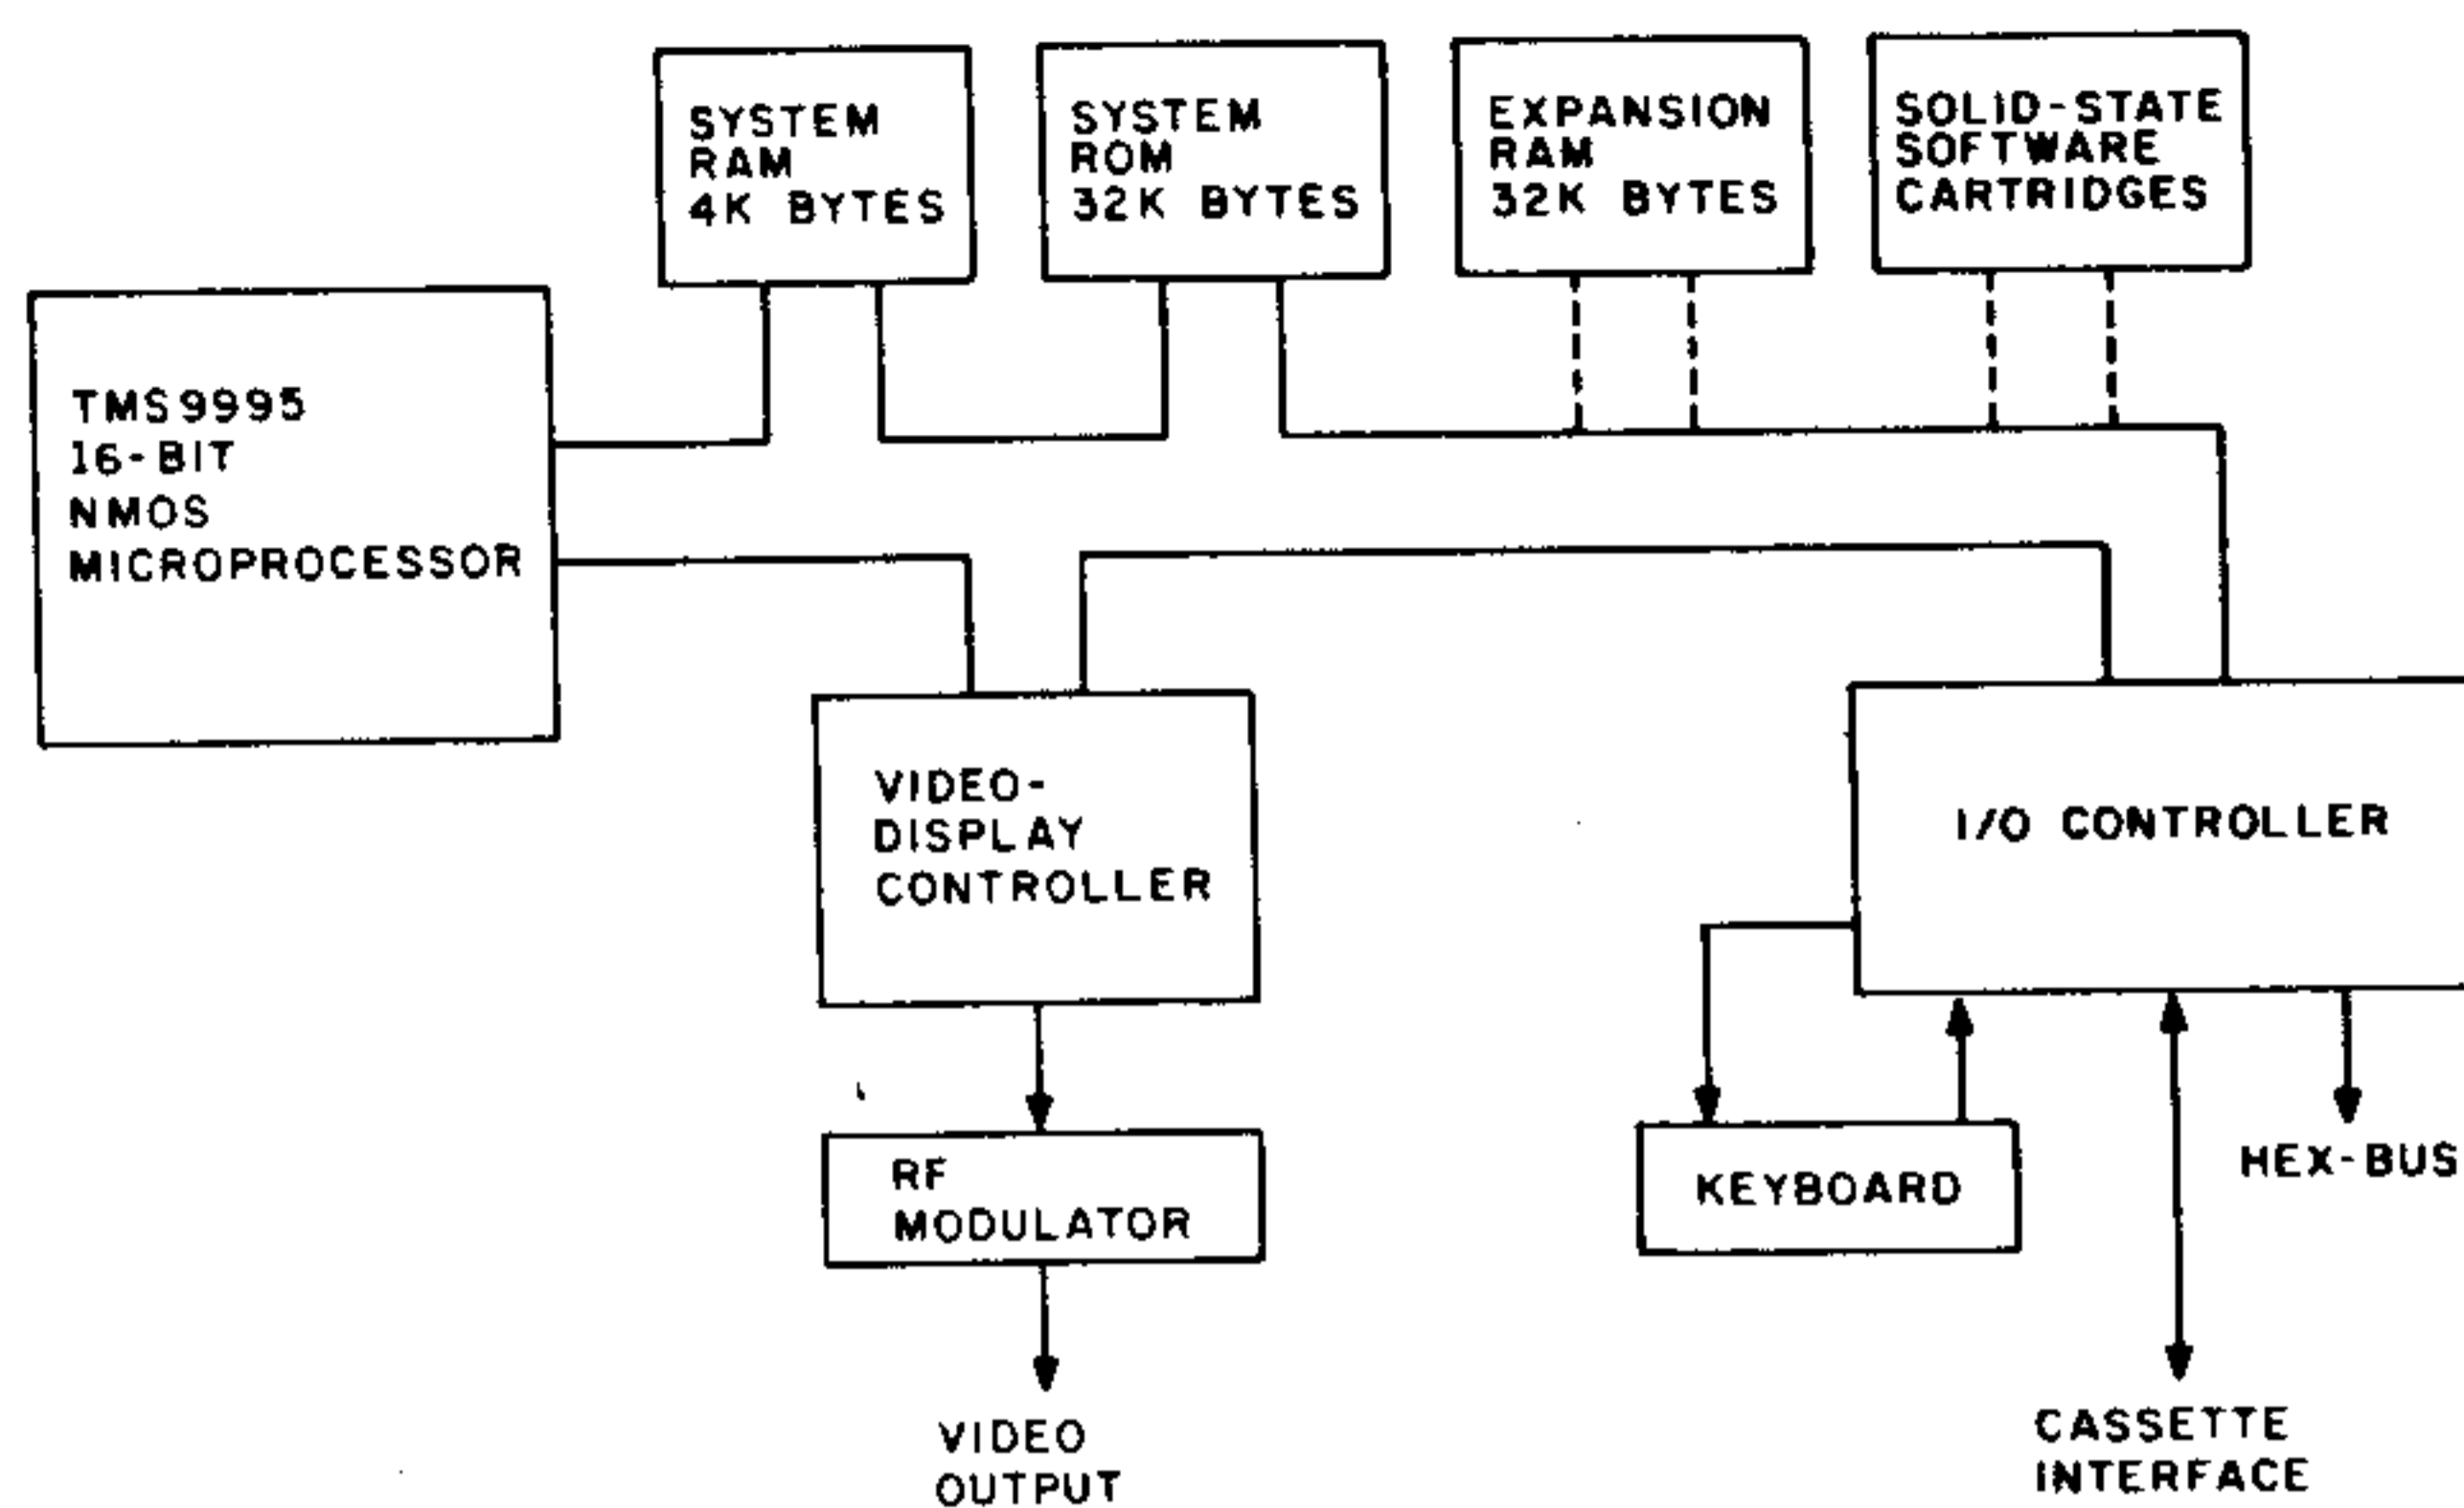 SYSTEM
RAM
4K BYTES
SYSTEM
ROM
32K BYTES
EXPANSION
RAM
32K BYTES
SOLID-STATE
SOFTWARE
CARTRIDGES
TMS9995
16-BIT
NMOS
MICROPROCESSOR
VIDEO-
DISPLAY
CONTROLLER
I/O CONTROLLER
RF
MODULATOR
KEYBOARD
HEX-BUS
VIDEO
OUTPUT
CASSETTE
INTERFACE